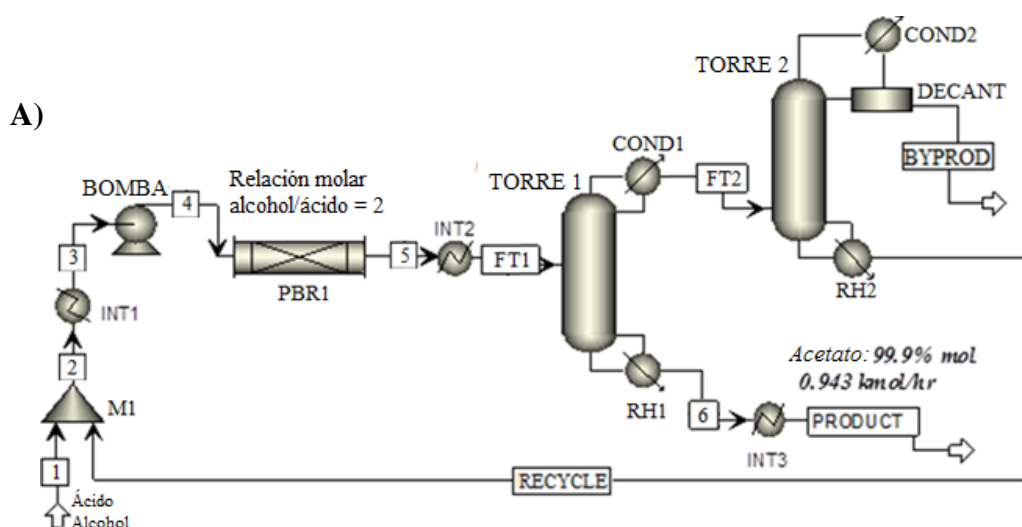 A)
COND2
TORRE 2
DECANT
BYPROD
COND1
TORRE 1
FT2
BOMBA
4
Relación molar
alcohol/ácido = 2
INT2
3
5
FT1
PBR1
RH2
INT1
Acetato: 99.9% mol
0.943 kmol/hr
2
M1
RH1
6
PRODUCT
INT3
1
RECYCLE
Ácido
Alcohol